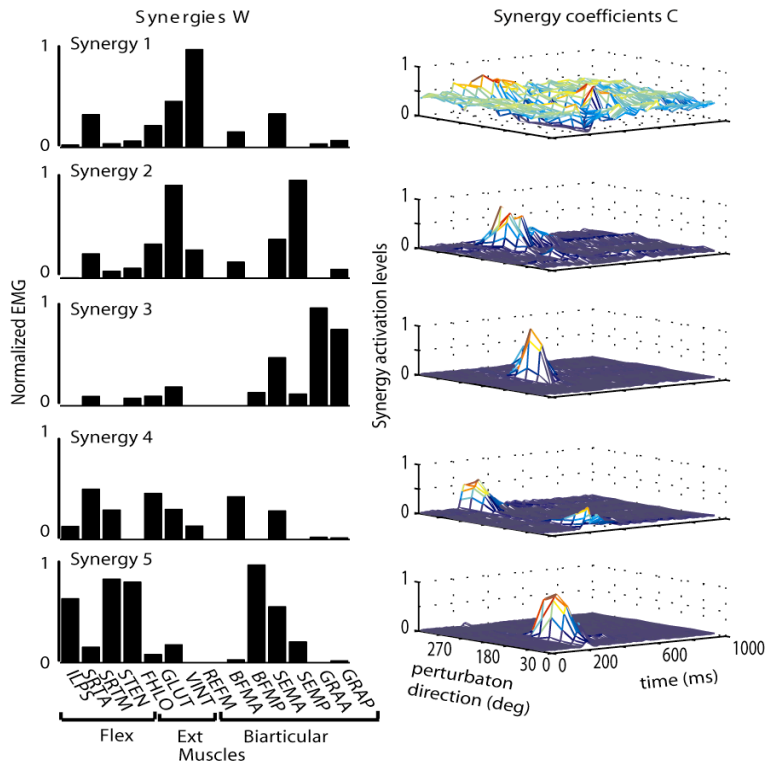 Synergies W
Synergy coefficients C
Normalized EMG
Synergy activation levels
1
Synergy 1
0
1
0
1
Synergy 2
0
1
0
1
Synergy 3
0
1
0
1
Synergy 4
0
1
0
1
Synergy 5
0
1
0
ILPS
SRTA
SRTM
STEN
FHLO
GLUT
VINT
REFM
BFMA
BFMP
SEMA
SEMP
GRAA
GRAP
270
180
30
0
0
200
600
1000
perturbaton
direction (deg)
time (ms)
Flex
Ext
Biarticular
Muscles